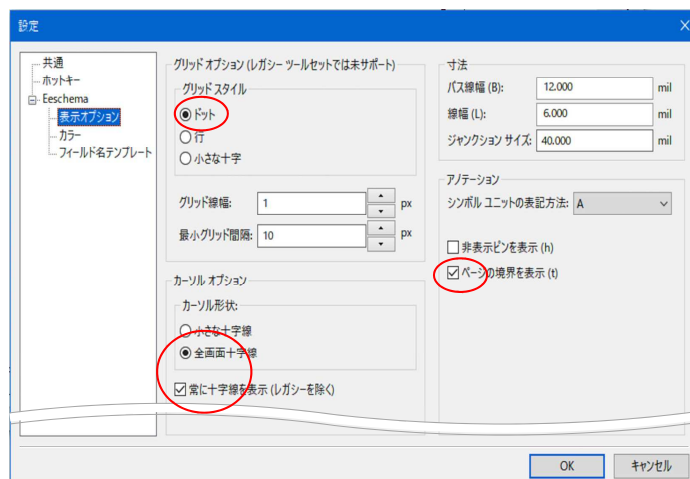 設定
共通
ホットキー
Eeschema
表示オプション
カラー
フィールド名テンプレート
グリッド オプション (レガシー ツールセットでは未サポート)
グリッド スタイル
ドット
行
小さな十字
グリッド線幅: 1 px
最小グリッド間隔: 10 px
カーソル オプション
カーソル形状:
小さな十字線
全画面十字線
常に十字線を表示 (レガシーを除く)
寸法
バス線幅 (B): 12.000 mil
線幅 (L): 6.000 mil
ジャンクション サイズ: 40.000 mil
アノテーション
シンボル ユニットの表記方法: A
非表示ピンを表示 (h)
ページの境界を表示 (t)
OK
キャンセル